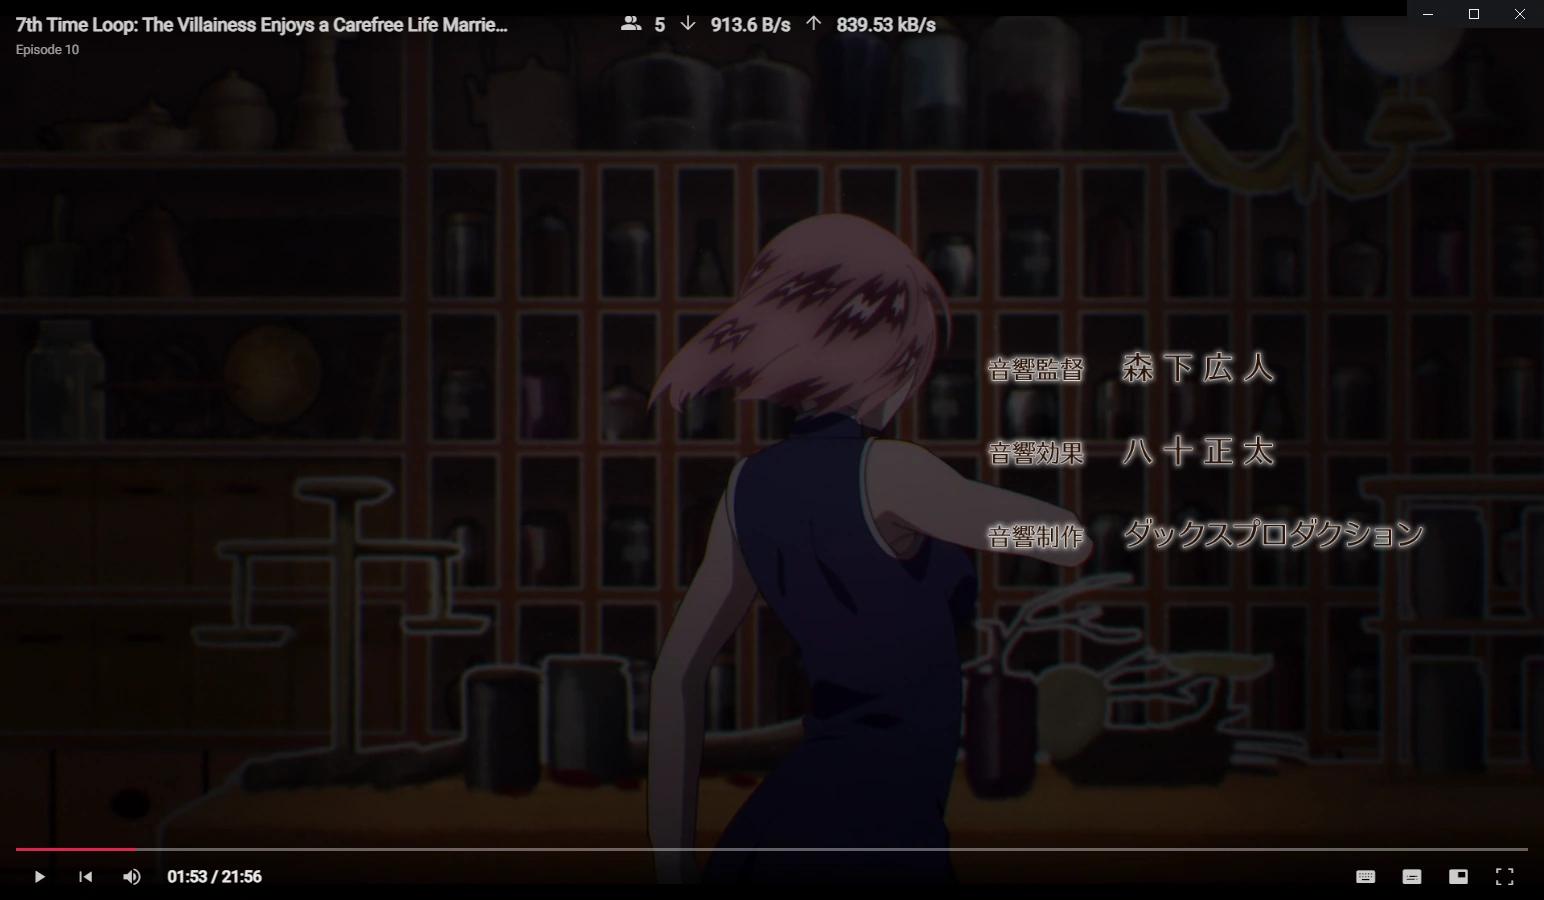 7th Time Loop: The Villainess Enjoys a Carefree Life Marrie...
5 913.6 B/s 839.53 kB/s
Episode 10
音響監督 森下広人
音響効果 八十正太
音響制作 ダックスプロダクション
01:53 / 21:56